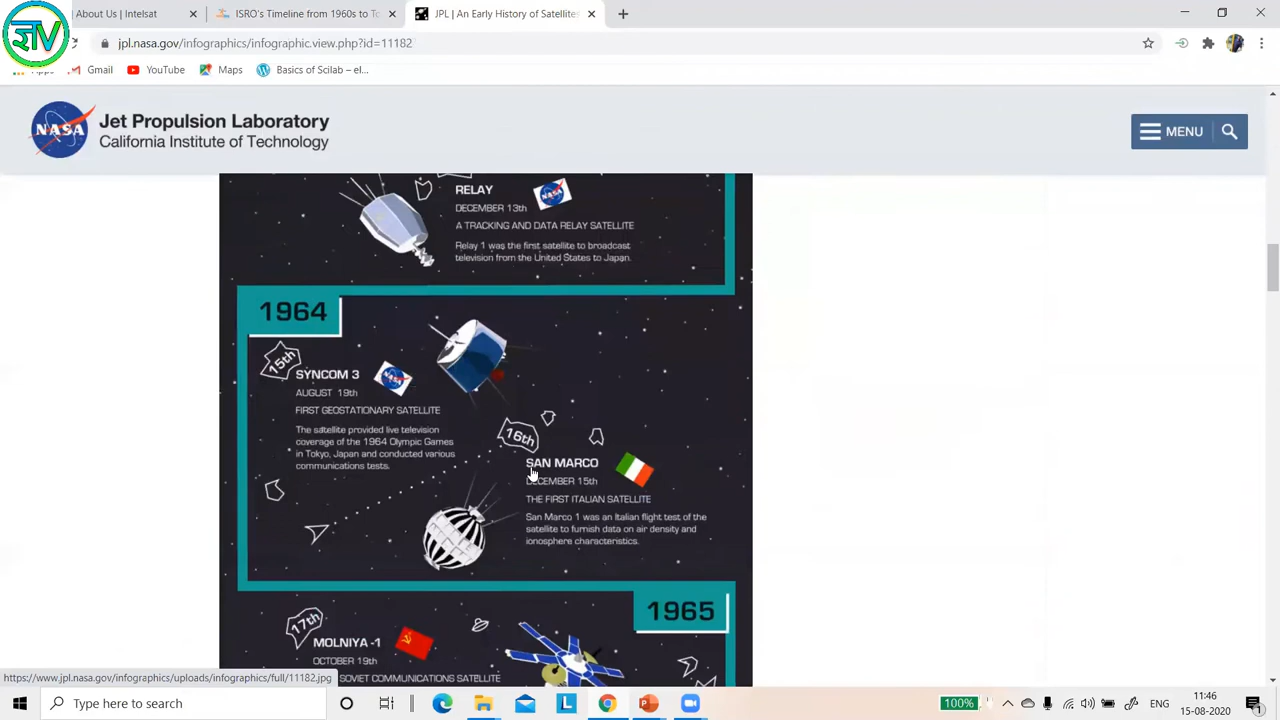 About Us | Intelsat
ISRO's Timeline from 1960s to To
JPL | An Early History of Satellites
jpl.nasa.gov/infographics/infographic.view.php?id=11182
Gmail
YouTube
Maps
Basics of Scilab – el...
NASA
Jet Propulsion Laboratory
California Institute of Technology
MENU
RELAY
NASA
DECEMBER 13th
A TRACKING AND DATA RELAY SATELLITE
Relay 1 was the first satellite to broadcast
television from the United States to Japan.
1964
15th
SYNCOM 3
NASA
AUGUST 19th
FIRST GEOSTATIONARY SATELLITE
The satellite provided live television
coverage of the 1964 Olympic Games
in Tokyo, Japan and conducted various
communications tests.
16th
SAN MARCO
DECEMBER 15th
THE FIRST ITALIAN SATELLITE
San Marco 1 was an Italian flight test of the
satellite to furnish data on air density and
ionosphere characteristics.
1965
17th
MOLNIYA -1
OCTOBER 19th
SOVIET COMMUNICATIONS SATELLITE
https://www.jpl.nasa.gov/infographics/uploads/infographics/full/11182.jpg
Type here to search
100%
ENG
11:46
15-08-2020